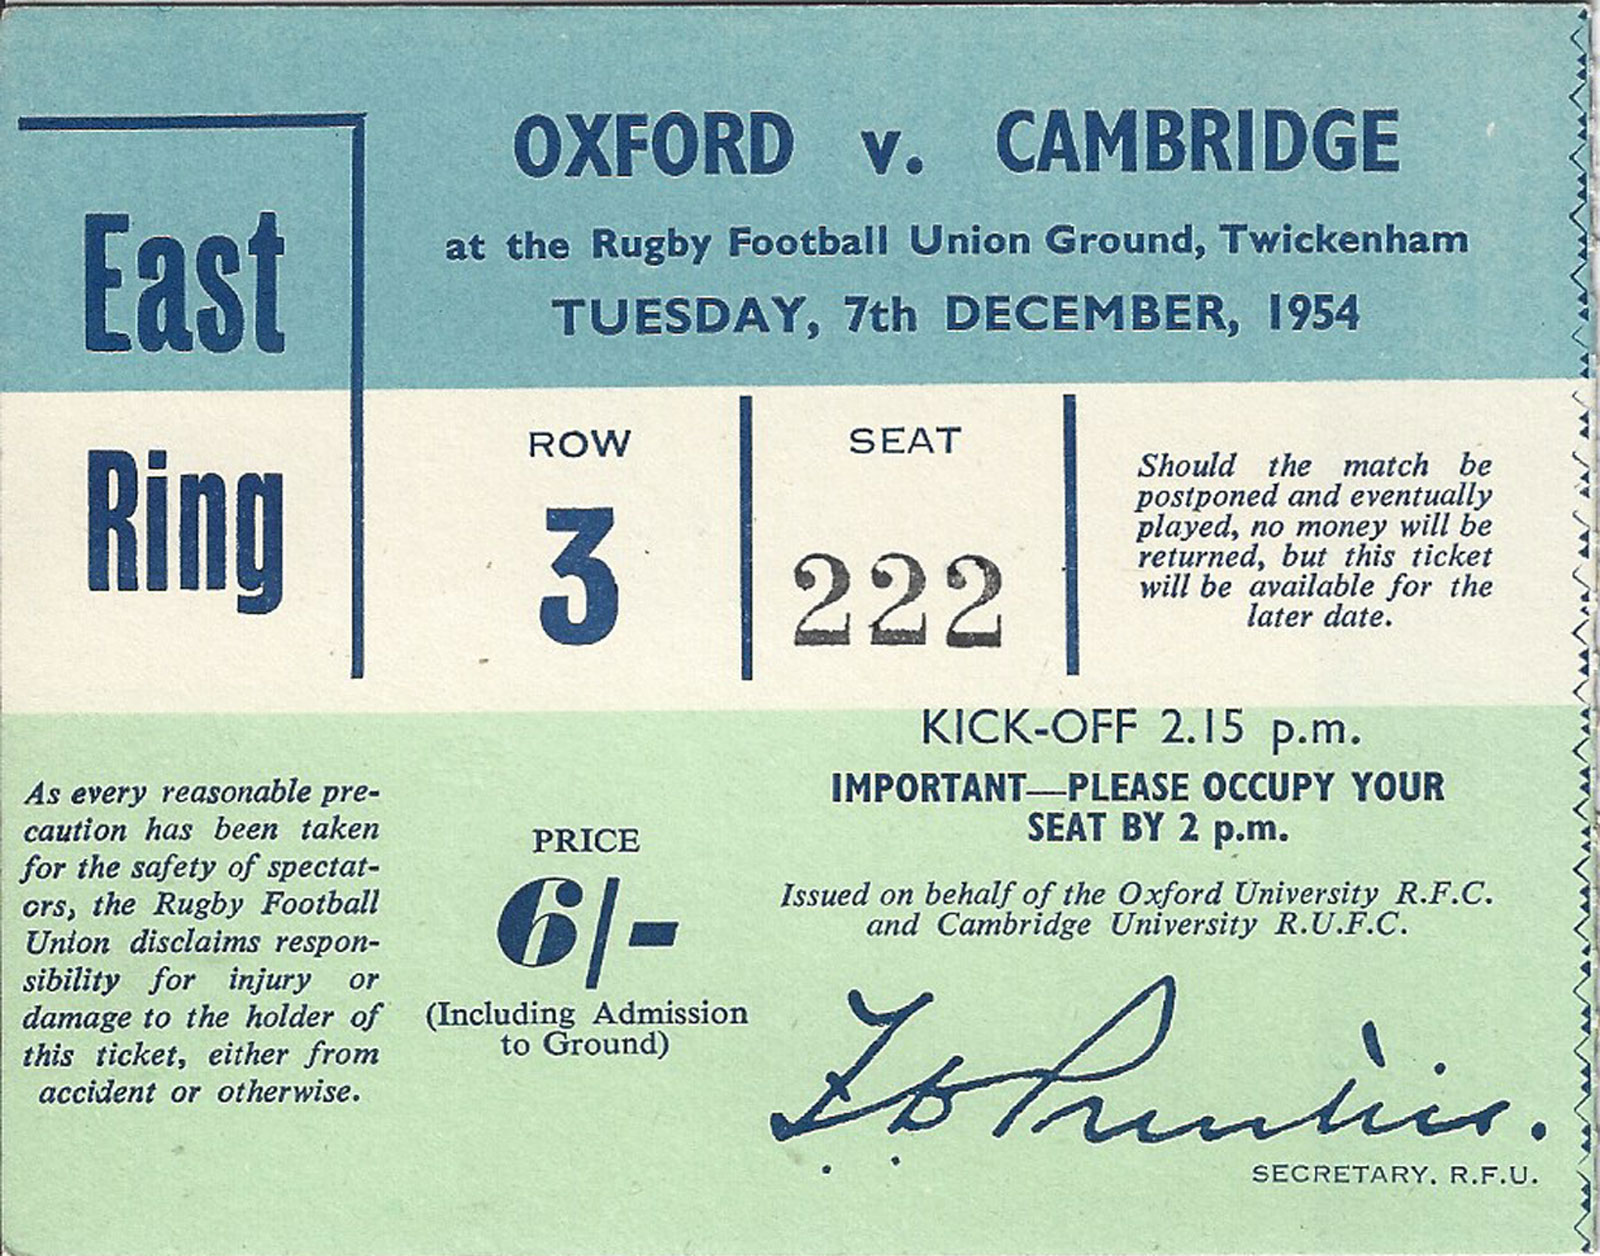 OXFORD v. CAMBRIDGE
at the Rugby Football Union Ground, Twickenham
TUESDAY, 7th DECEMBER, 1954
East
Ring
ROW
3
SEAT
222
Should the match be
postponed and eventually
played, no money will be
returned, but this ticket
will be available for the
later date.
KICK-OFF 2.15 p.m.
IMPORTANT—PLEASE OCCUPY YOUR
SEAT BY 2 p.m.
As every reasonable pre-
caution has been taken
for the safety of spectat-
ors, the Rugby Football
Union disclaims respon-
sibility for injury or
damage to the holder of
this ticket, either from
accident or otherwise.
PRICE
6/-
(Including Admission
to Ground)
Issued on behalf of the Oxford University R.F.C.
and Cambridge University R.U.F.C.
SECRETARY. R.F.U.